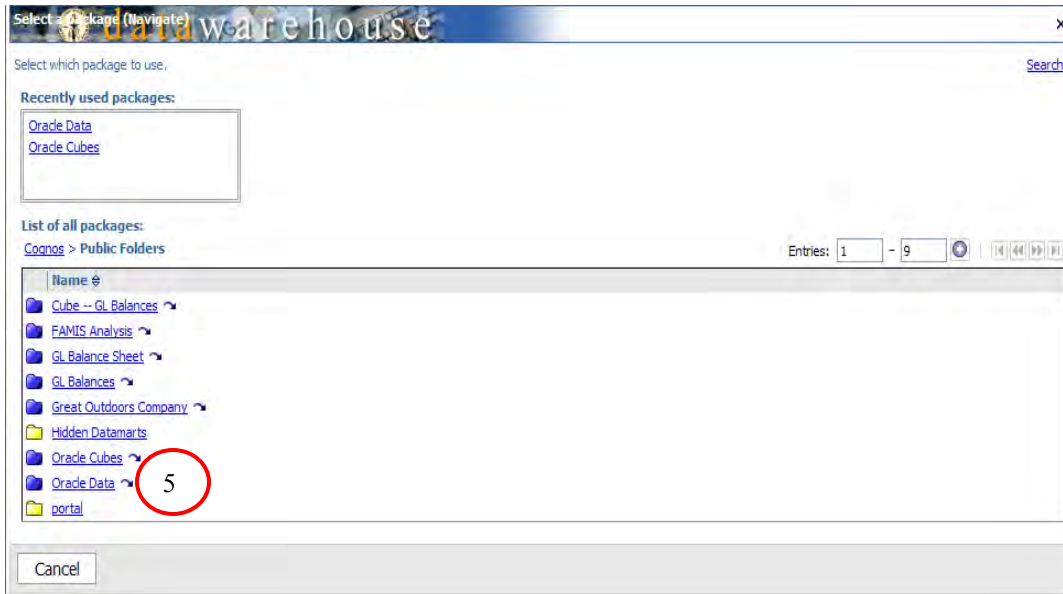 Select a package (Navigate)
datawarehouse
Select which package to use.
Search
Recently used packages:
Oracle Data
Oracle Cubes
List of all packages:
Cognos > Public Folders
Entries: 1 - 9
Name
Cube -- GL Balances
FAMIS Analysis
GL Balance Sheet
GL Balances
Great Outdoors Company
Hidden Datamarts
Oracle Cubes
Oracle Data 5
portal
Cancel